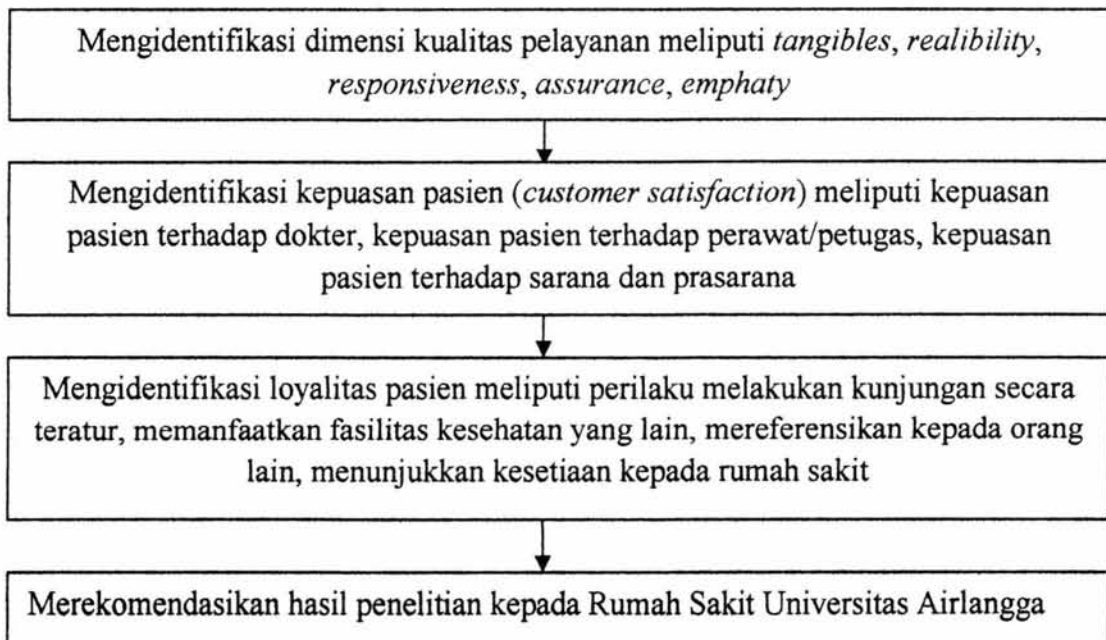 Mengidentifikasi dimensi kualitas pelayanan meliputi tangibles, realibility,
responsiveness, assurance, emphaty
Mengidentifikasi kepuasan pasien (customer satisfaction) meliputi kepuasan
pasien terhadap dokter, kepuasan pasien terhadap perawat/petugas, kepuasan
pasien terhadap sarana dan prasarana
Mengidentifikasi loyalitas pasien meliputi perilaku melakukan kunjungan secara
teratur, memanfaatkan fasilitas kesehatan yang lain, mereferensikan kepada orang
lain, menunjukkan kesetiaan kepada rumah sakit
Merekomendasikan hasil penelitian kepada Rumah Sakit Universitas Airlangga